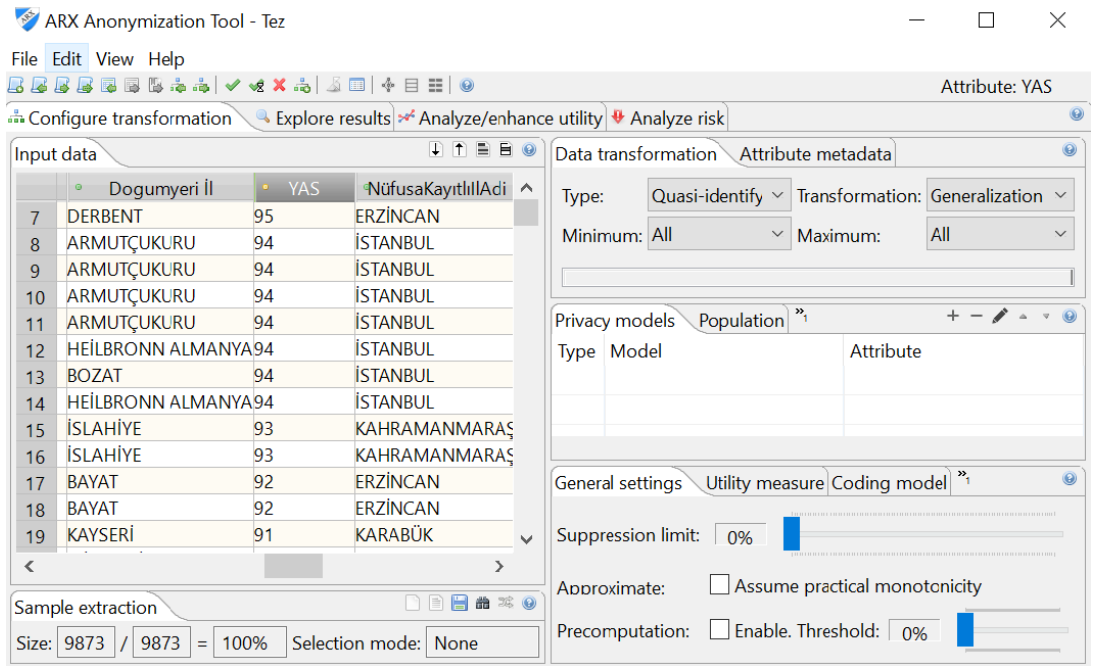 ARX Anonymization Tool - Tez
File Edit View Help
Attribute: YAS
Configure transformation Explore results Analyze/enhance utility Analyze risk
Input data
Dogumyeri İl YAS NüfusaKayıtlıIlAdi
7 DERBENT 95 ERZİNCAN
8 ARMUTÇUKURU 94 İSTANBUL
9 ARMUTÇUKURU 94 İSTANBUL
10 ARMUTÇUKURU 94 İSTANBUL
11 ARMUTÇUKURU 94 İSTANBUL
12 HEİLBRONN ALMANYA 94 İSTANBUL
13 BOZAT 94 İSTANBUL
14 HEİLBRONN ALMANYA 94 İSTANBUL
15 İSLAHİYE 93 KAHRAMANMARAŞ
16 İSLAHİYE 93 KAHRAMANMARAŞ
17 BAYAT 92 ERZİNCAN
18 BAYAT 92 ERZİNCAN
19 KAYSERİ 91 KARABÜK
Sample extraction
Size: 9873 / 9873 = 100% Selection mode: None
Data transformation Attribute metadata
Type: Quasi-identify Transformation: Generalization
Minimum: All Maximum: All
Privacy models Population »1
Type Model Attribute
General settings Utility measure Coding model »1
Suppression limit: 0%
Approximate: Assume practical monotonicity
Precomputation: Enable. Threshold: 0%